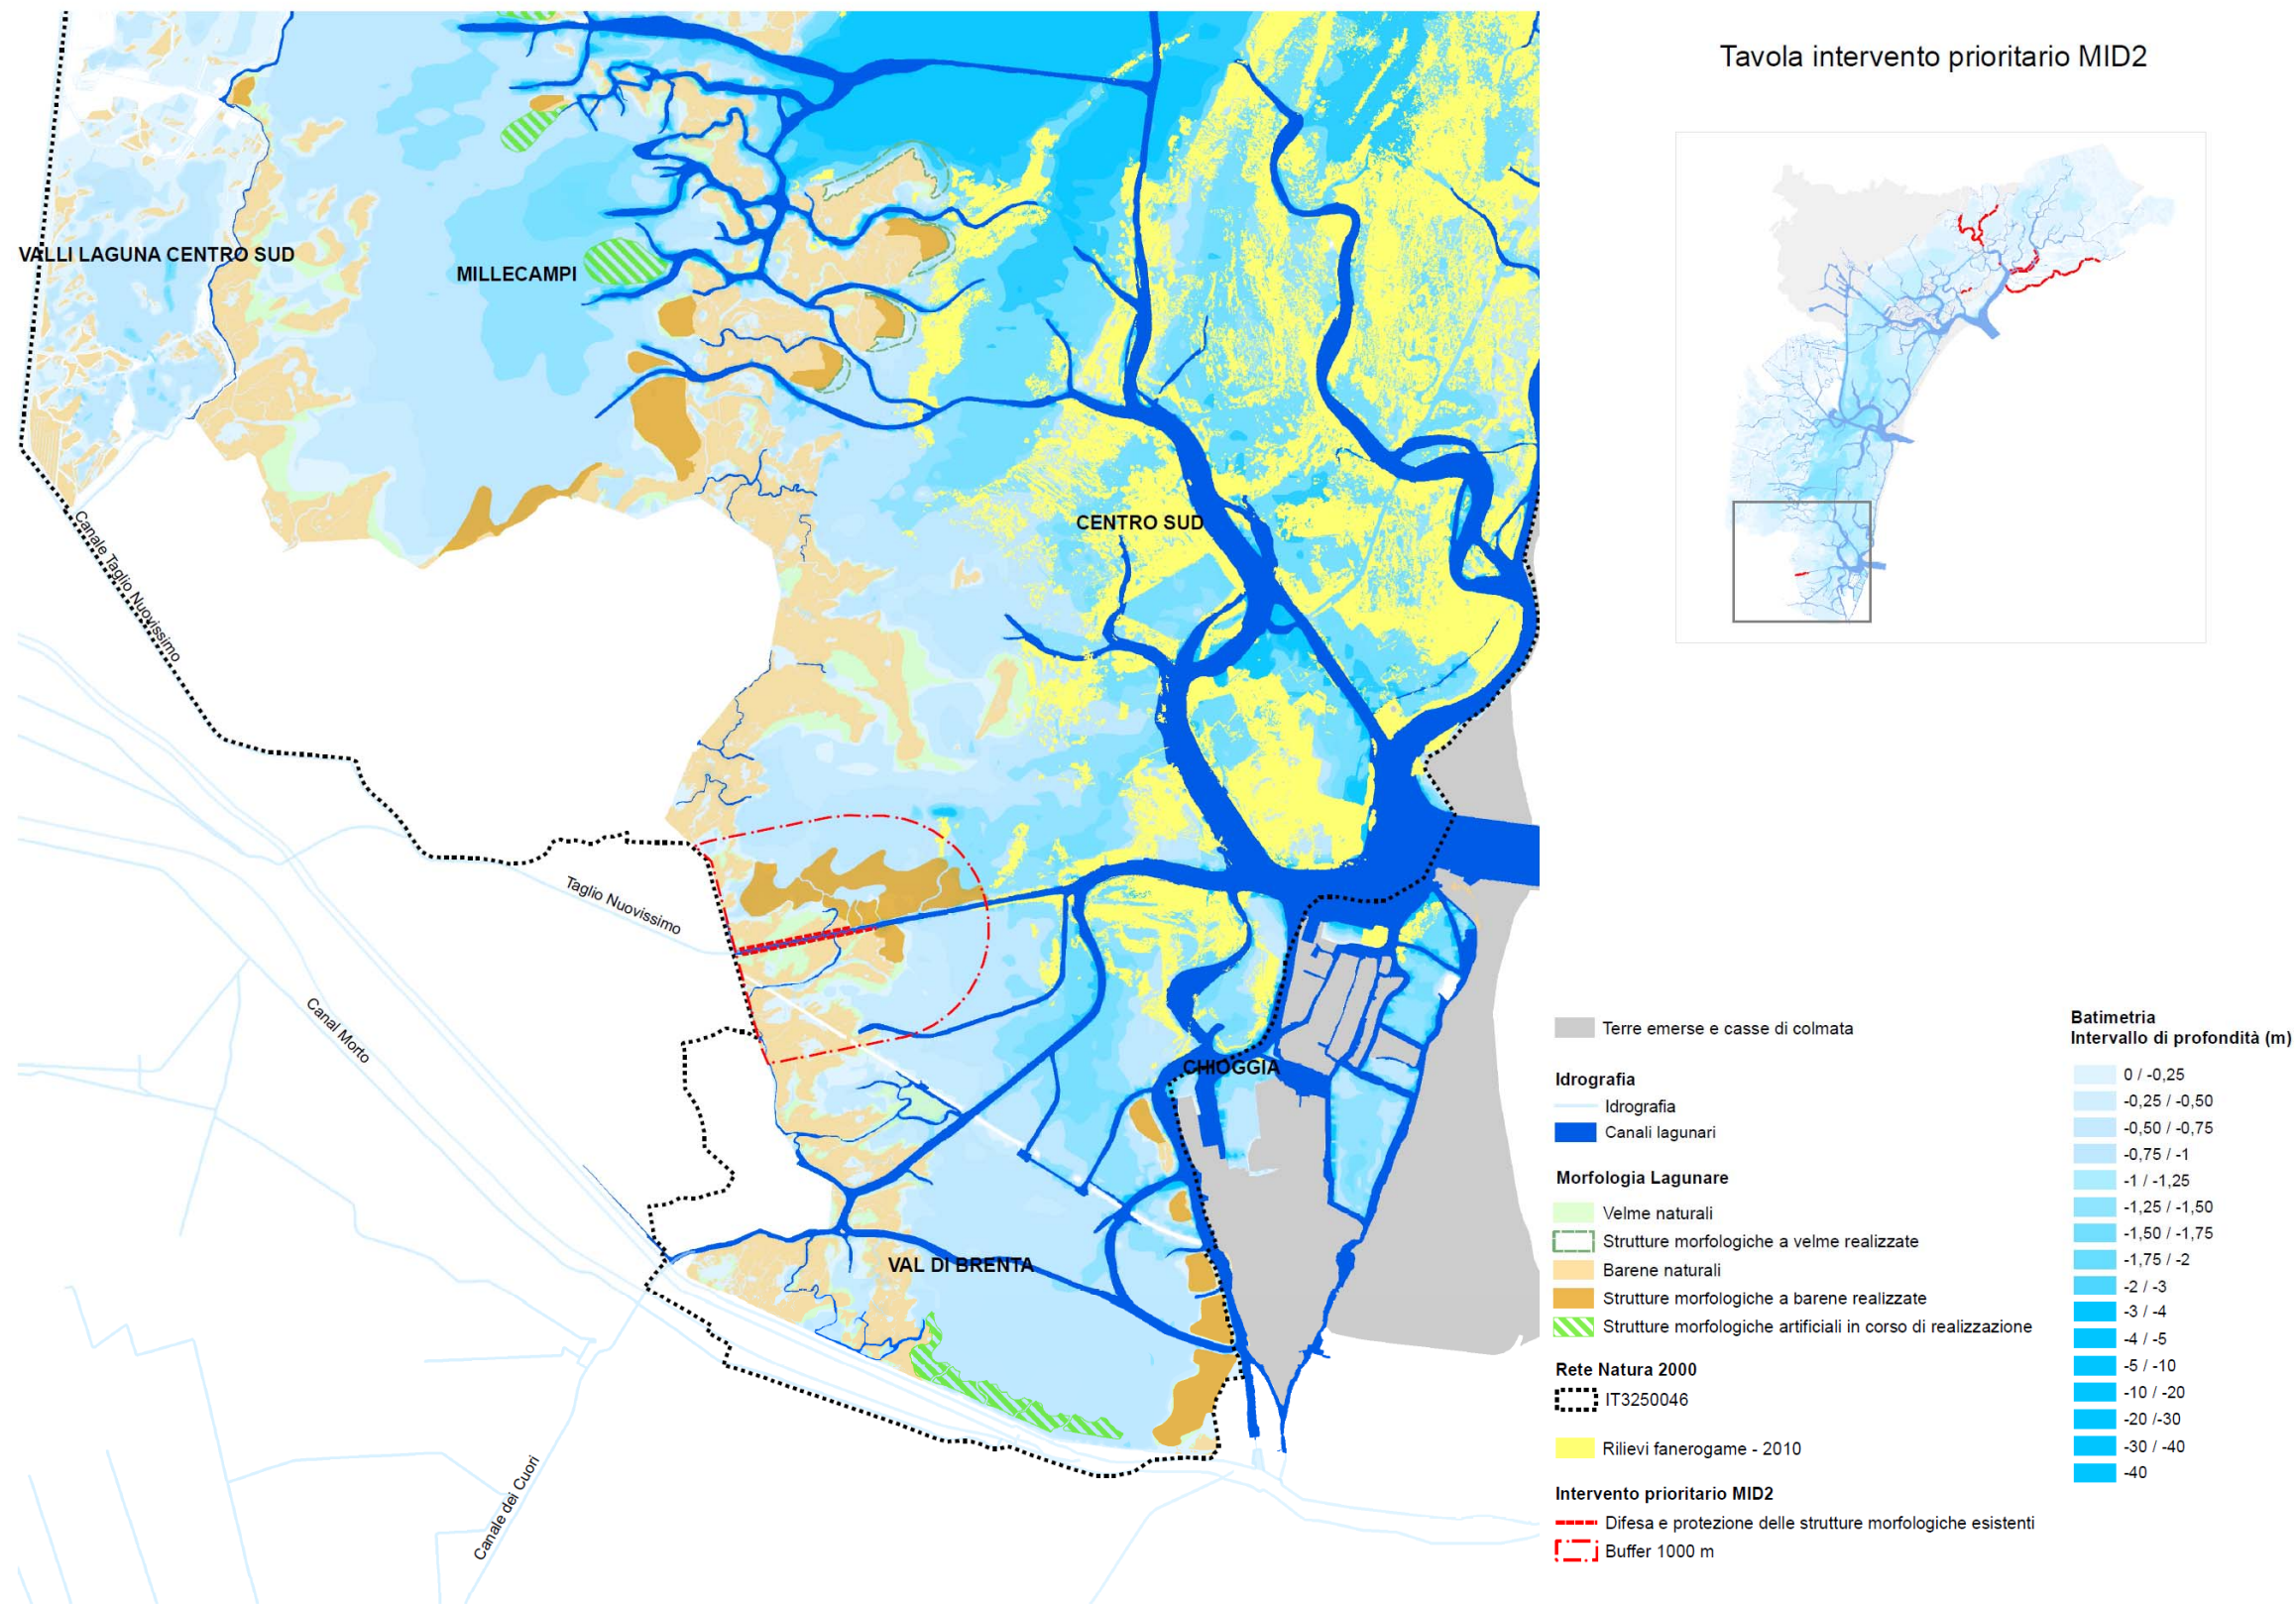 Tavola intervento prioritario MID2
VALLI LAGUNA CENTRO SUD
MILLECAMPI
CENTRO SUD
Canale Taglio Nuovissimo
Taglio Nuovissimo
Canal Morto
CHIOGGIA
VAL DI BRENTA
Canale dei Cuori
Terre emerse e casse di colmata
Idrografia
Idrografia
Canali lagunari
Morfologia Lagunare
Velme naturali
Strutture morfologiche a velme realizzate
Barene naturali
Strutture morfologiche a barene realizzate
Strutture morfologiche artificiali in corso di realizzazione
Rete Natura 2000
IT3250046
Rilievi fanerogame - 2010
Intervento prioritario MID2
Difesa e protezione delle strutture morfologiche esistenti
Buffer 1000 m
Batimetria
Intervallo di profondità (m)
0 / -0,25
-0,25 / -0,50
-0,50 / -0,75
-0,75 / -1
-1 / -1,25
-1,25 / -1,50
-1,50 / -1,75
-1,75 / -2
-2 / -3
-3 / -4
-4 / -5
-5 / -10
-10 / -20
-20 /-30
-30 / -40
-40